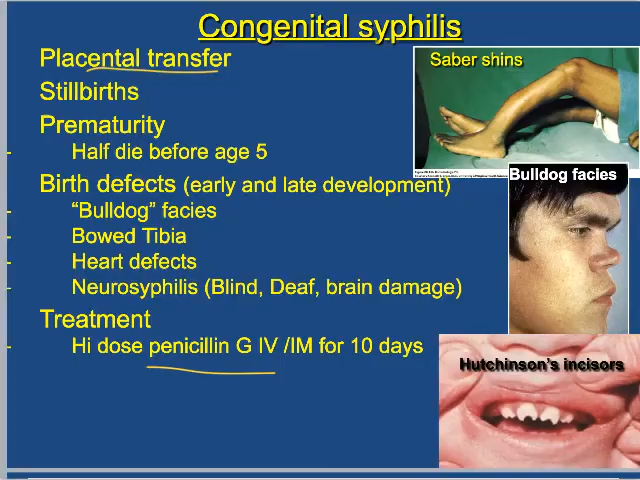 Congenital syphilis
Placental transfer
Stillbirths
Prematurity
- Half die before age 5
Birth defects (early and late development)
- “Bulldog” facies
- Bowed Tibia
- Heart defects
- Neurosyphilis (Blind, Deaf, brain damage)
Treatment
- Hi dose penicillin G IV /IM for 10 days
Saber shins
Bulldog facies
Hutchinson's incisors